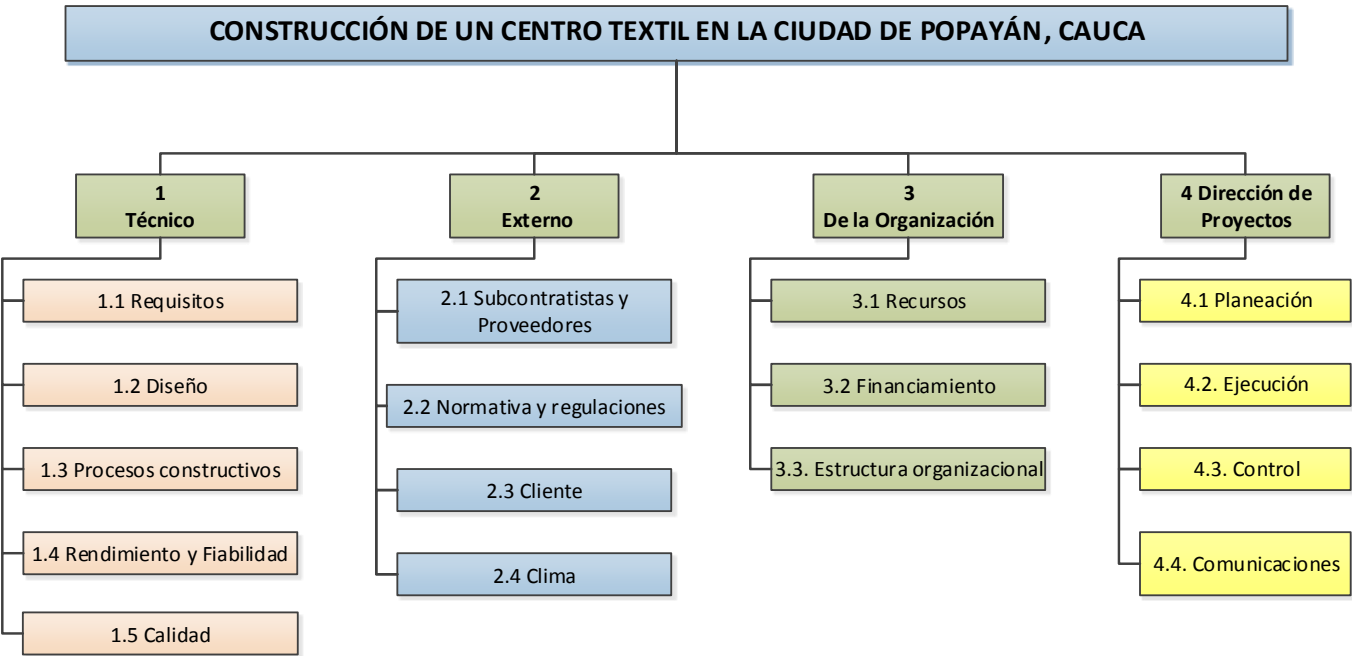 CONSTRUCCIÓN DE UN CENTRO TEXTIL EN LA CIUDAD DE POPAYÁN, CAUCA
1
Técnico
1.1 Requisitos
1.2 Diseño
1.3 Procesos constructivos
1.4 Rendimiento y Fiabilidad
1.5 Calidad
2
Externo
2.1 Subcontratistas y
Proveedores
2.2 Normativa y regulaciones
2.3 Cliente
2.4 Clima
3
De la Organización
3.1 Recursos
3.2 Financiamiento
3.3. Estructura organizacional
4 Dirección de
Proyectos
4.1 Planeación
4.2. Ejecución
4.3. Control
4.4. Comunicaciones